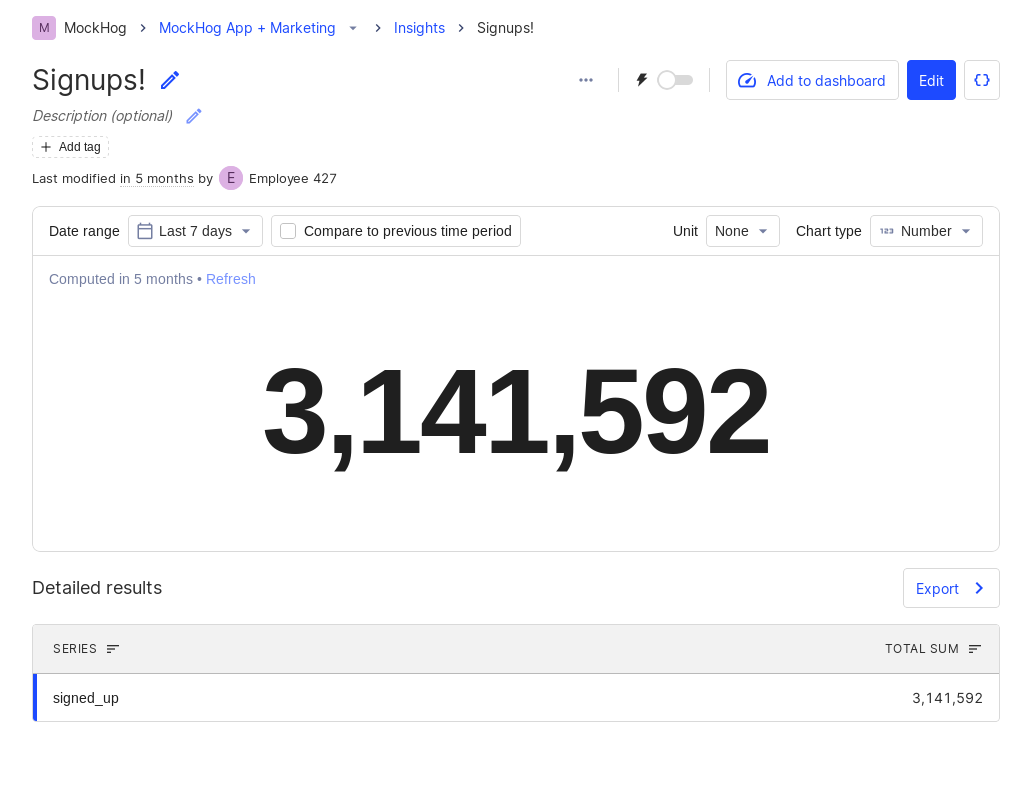 M MockHog MockHog App + Marketing Insights Signups!
Signups!
Add to dashboard Edit
Description (optional)
Add tag
Last modified in 5 months by E Employee 427
Date range Last 7 days Compare to previous time period Unit None Chart type 123 Number
Computed in 5 months • Refresh
3,141,592
Detailed results Export
SERIES TOTAL SUM
signed_up 3,141,592